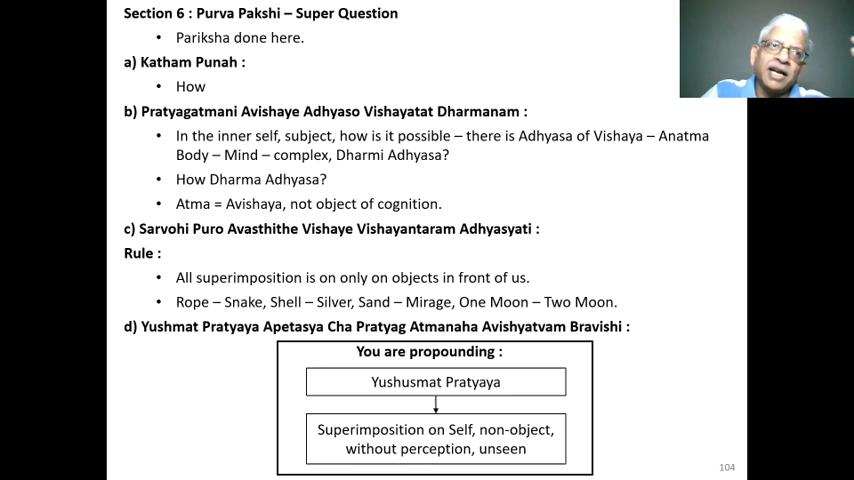 Section 6 : Purva Pakshi – Super Question
• Pariksha done here.
a) Katham Punah :
• How
b) Pratyagatmani Avishaye Adhyaso Vishayatat Dharmanam :
• In the inner self, subject, how is it possible – there is Adhyasa of Vishaya – Anatma
Body – Mind – complex, Dharmi Adhyasa?
• How Dharma Adhyasa?
• Atma = Avishaya, not object of cognition.
c) Sarvohi Puro Avasthithe Vishaye Vishayantaram Adhyasyati :
Rule :
• All superimposition is on only on objects in front of us.
• Rope – Snake, Shell – Silver, Sand – Mirage, One Moon – Two Moon.
d) Yushmat Pratyaya Apetasya Cha Pratyag Atmanaha Avishyatvam Bravishi :
You are propounding :
Yushusmat Pratyaya
Superimposition on Self, non-object,
without perception, unseen
104